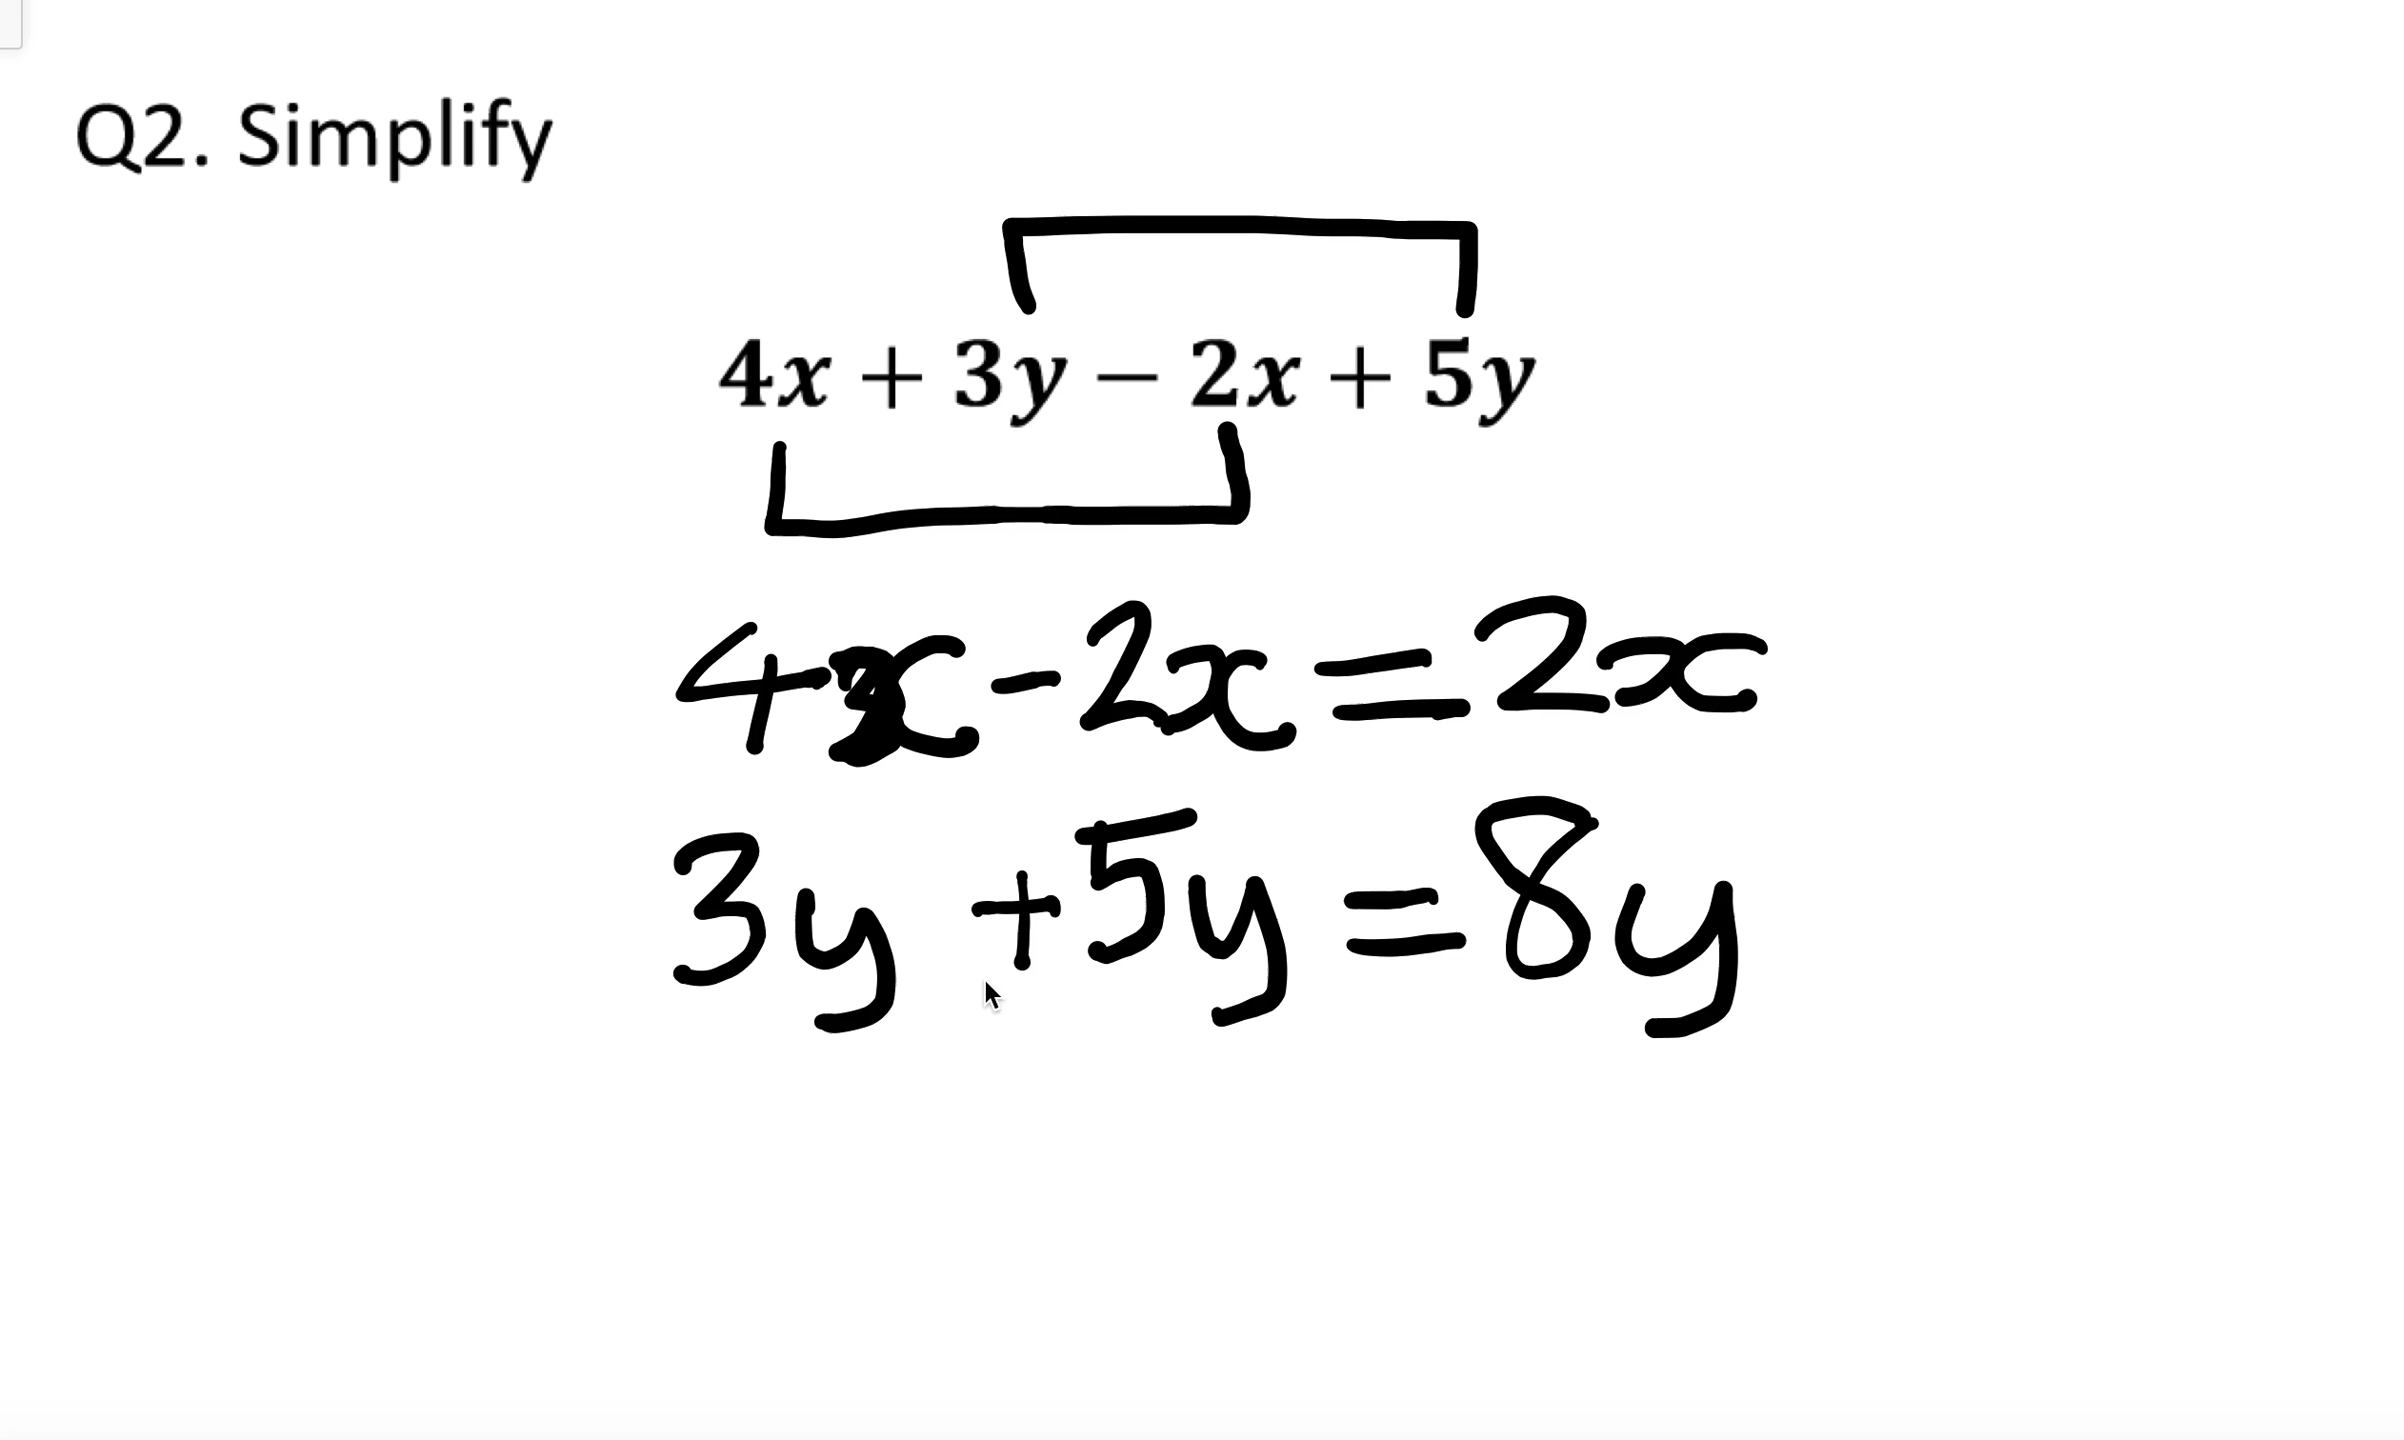 Q2. Simplify
4x + 3y – 2x + 5y
4x - 2x = 2x
3y + 5y = 8y